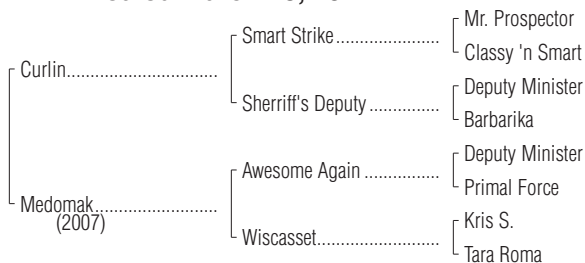 Mr. Prospector
Smart Strike....................
Classy 'n Smart
Curlin..............................
Deputy Minister
Sherriff's Deputy ...............
Barbarika
Deputy Minister
Awesome Again ................
Primal Force
Medomak........................
(2007)
Kris S.
Wiscasset........................
Tara Roma